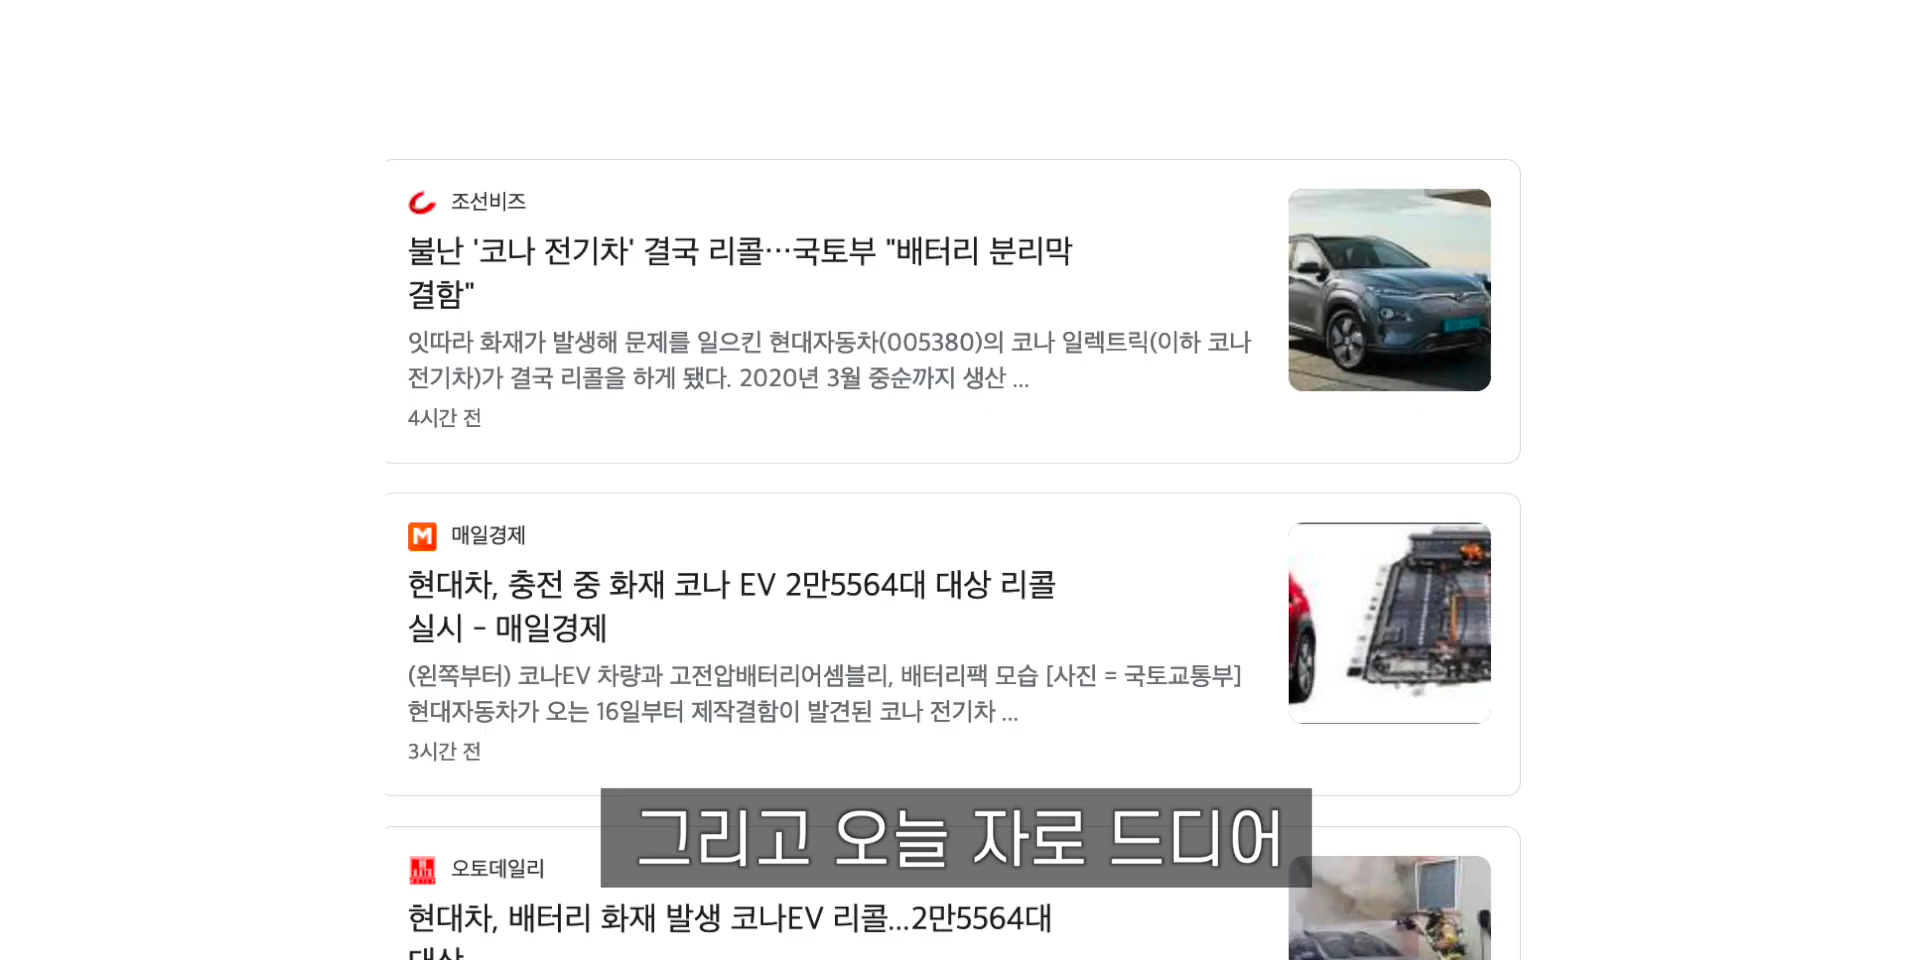 조선비즈
불난 '코나 전기차' 결국 리콜…국토부 "배터리 분리막
결함"
잇따라 화재가 발생해 문제를 일으킨 현대자동차(005380)의 코나 일렉트릭(이하 코나
전기차)가 결국 리콜을 하게 됐다. 2020년 3월 중순까지 생산 ...
4시간 전
매일경제
현대차, 충전 중 화재 코나 EV 2만5564대 대상 리콜
실시 - 매일경제
(왼쪽부터) 코나EV 차량과 고전압배터리어셈블리, 배터리팩 모습 [사진 = 국토교통부]
현대자동차가 오는 16일부터 제작결함이 발견된 코나 전기차 ...
3시간 전
그리고 오늘 자로 드디어
오토데일리
현대차, 배터리 화재 발생 코나EV 리콜...2만5564대
대상